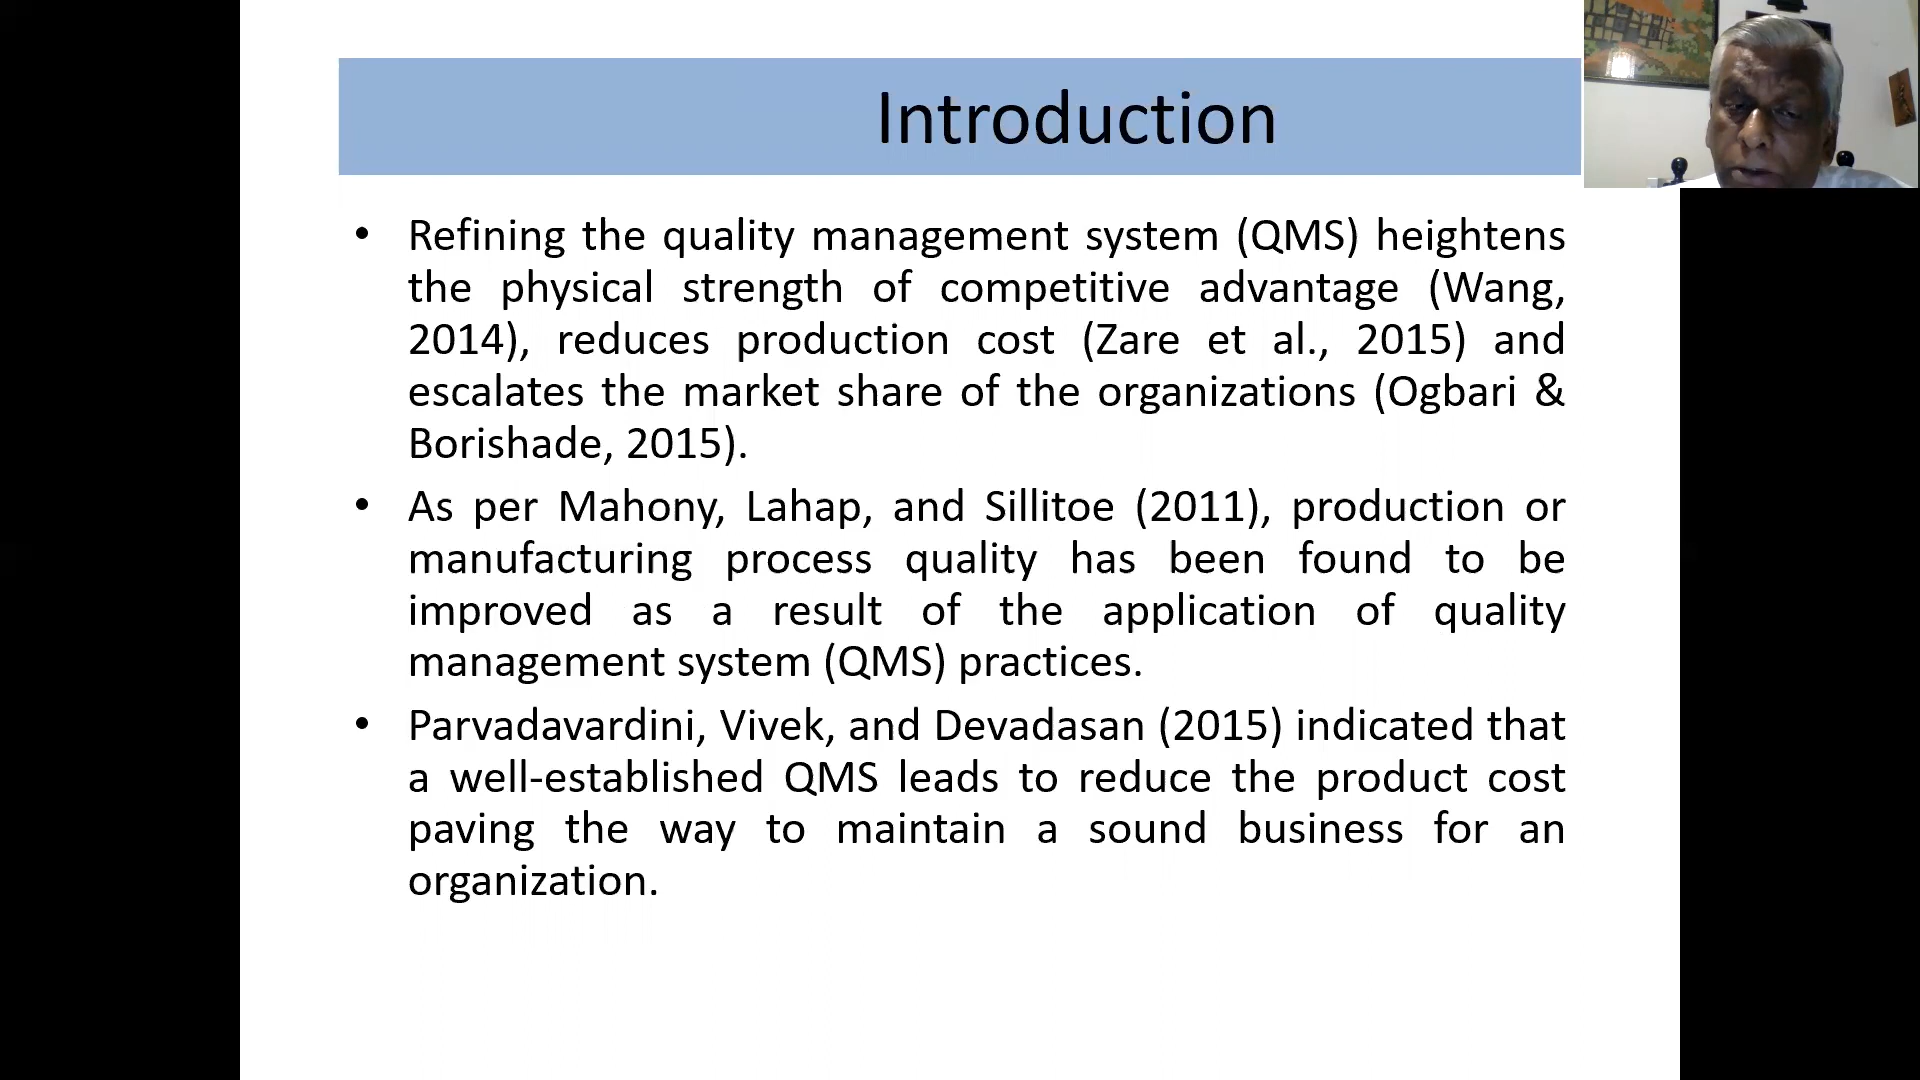 Introduction
• Refining the quality management system (QMS) heightens
the physical strength of competitive advantage (Wang,
2014), reduces production cost (Zare et al., 2015) and
escalates the market share of the organizations (Ogbari &
Borishade, 2015).
• As per Mahony, Lahap, and Sillitoe (2011), production or
manufacturing process quality has been found to be
improved as a result of the application of quality
management system (QMS) practices.
• Parvadavardini, Vivek, and Devadasan (2015) indicated that
a well-established QMS leads to reduce the product cost
paving the way to maintain a sound business for an
organization.